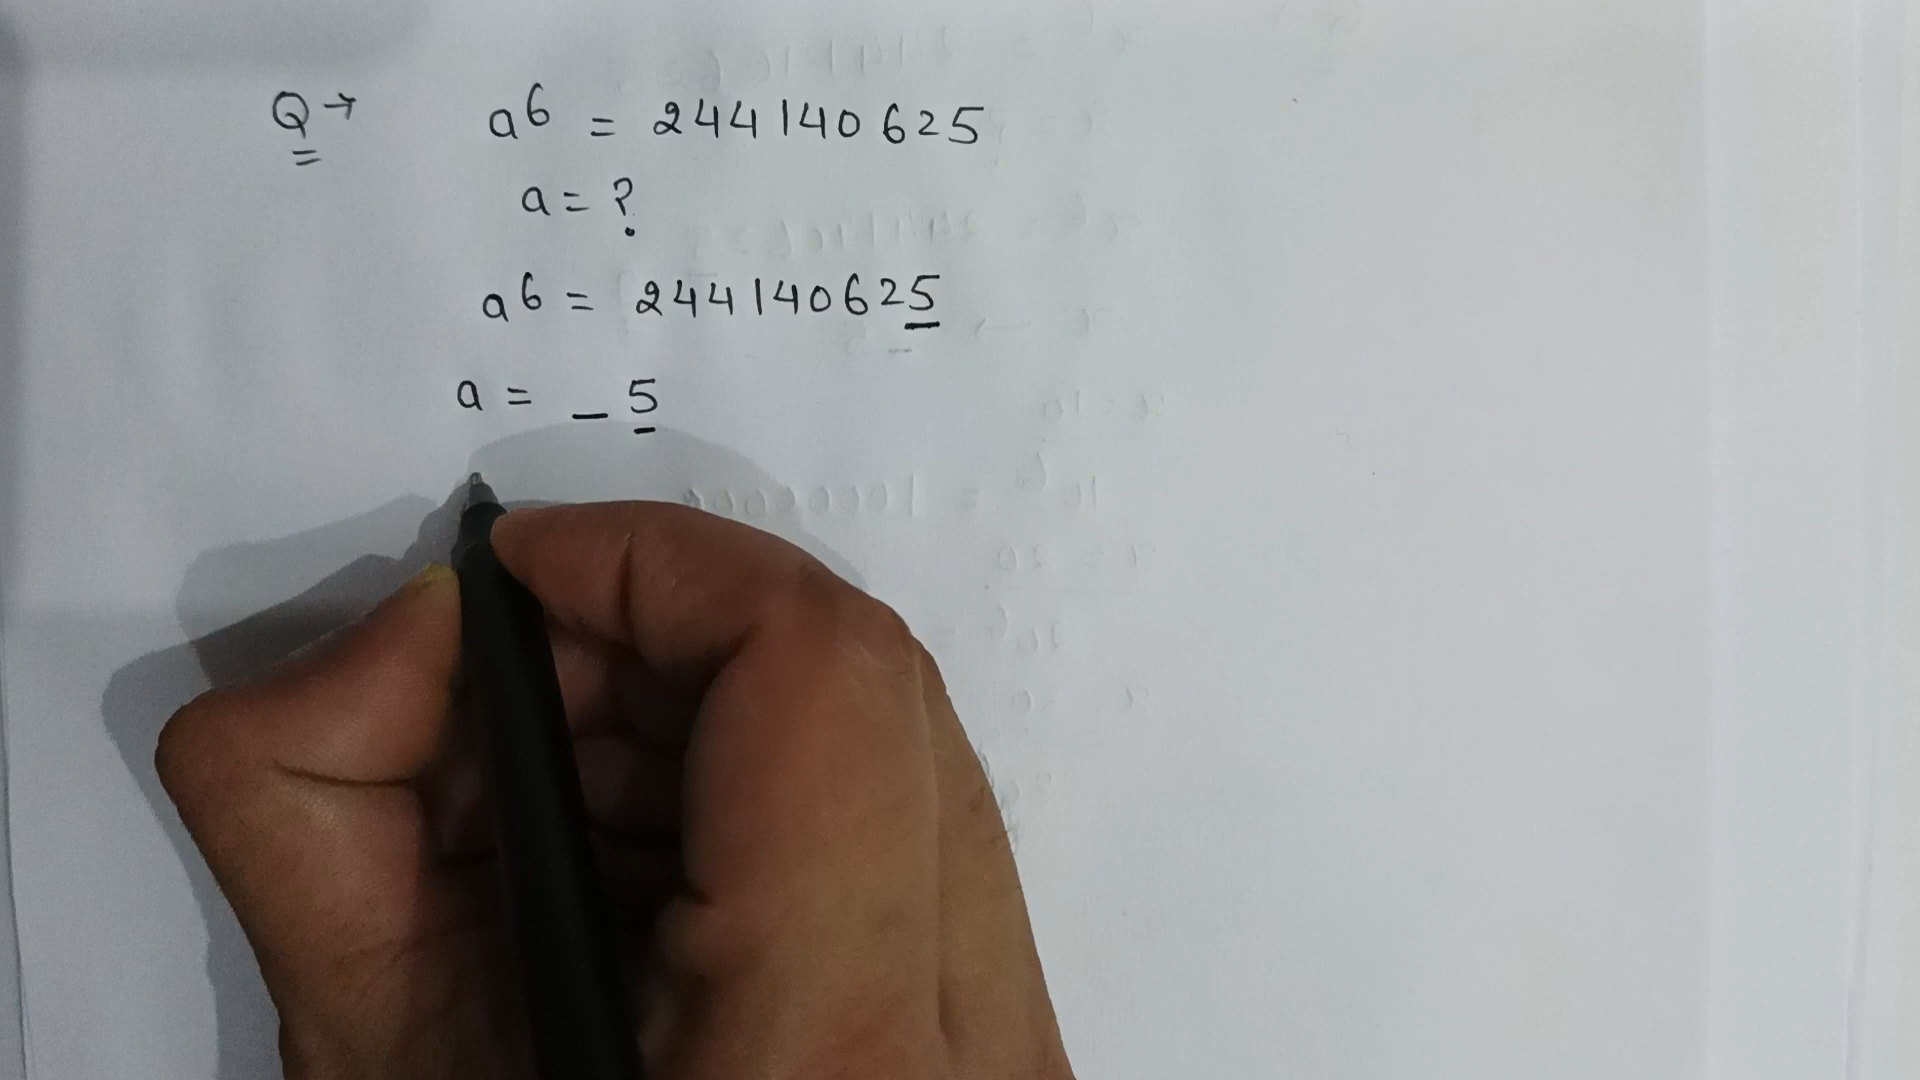 Q→ a⁶ = 244140625
a = ?
a⁶ = 244140625
a = _ 5